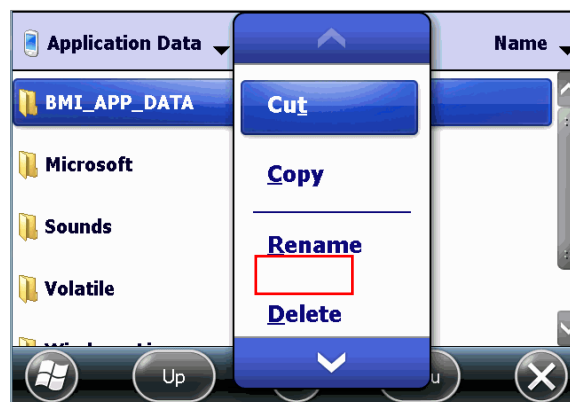 Application Data
Name
BMI_APP_DATA
Microsoft
Sounds
Volatile
Cut
Copy
Rename
Delete
Up
u